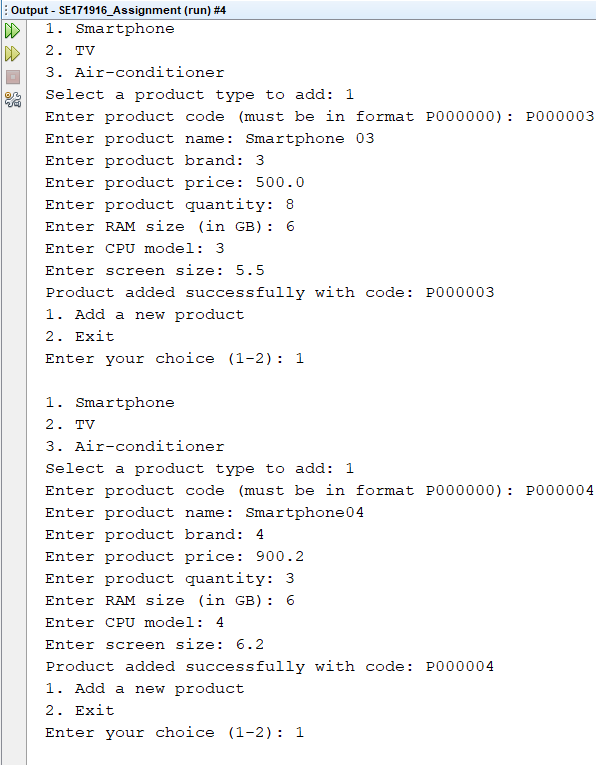 Output - SE171916_Assignment (run) #4
1. Smartphone
2. TV
3. Air-conditioner
Select a product type to add: 1
Enter product code (must be in format P000000): P000003
Enter product name: Smartphone 03
Enter product brand: 3
Enter product price: 500.0
Enter product quantity: 8
Enter RAM size (in GB): 6
Enter CPU model: 3
Enter screen size: 5.5
Product added successfully with code: P000003
1. Add a new product
2. Exit
Enter your choice (1-2): 1
1. Smartphone
2. TV
3. Air-conditioner
Select a product type to add: 1
Enter product code (must be in format P000000): P000004
Enter product name: Smartphone04
Enter product brand: 4
Enter product price: 900.2
Enter product quantity: 3
Enter RAM size (in GB): 6
Enter CPU model: 4
Enter screen size: 6.2
Product added successfully with code: P000004
1. Add a new product
2. Exit
Enter your choice (1-2): 1